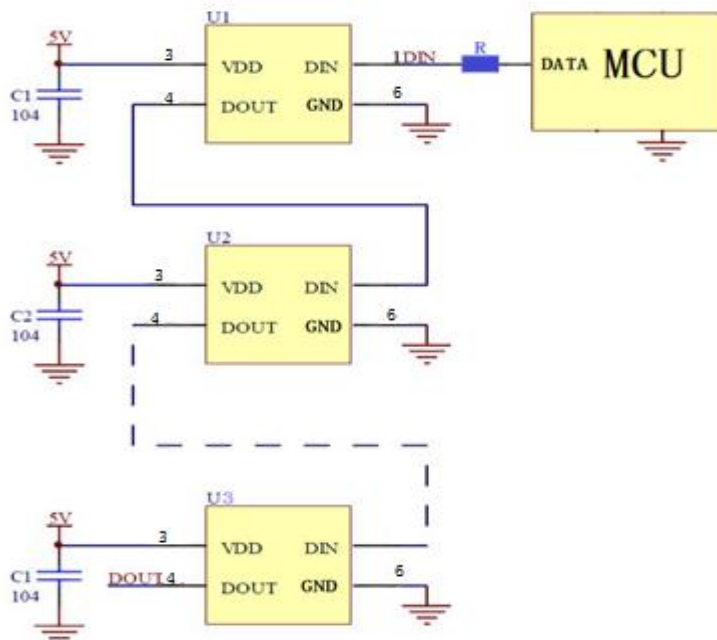 U1
5V
3
VDD
DIN
1DIN
R
DATA
MCU
C1
104
4
DOUT
GND
6
U2
5V
3
VDD
DIN
C2
104
4
DOUT
GND
6
U3
5V
3
VDD
DIN
C1
104
DOUT
4
DOUT
GND
6